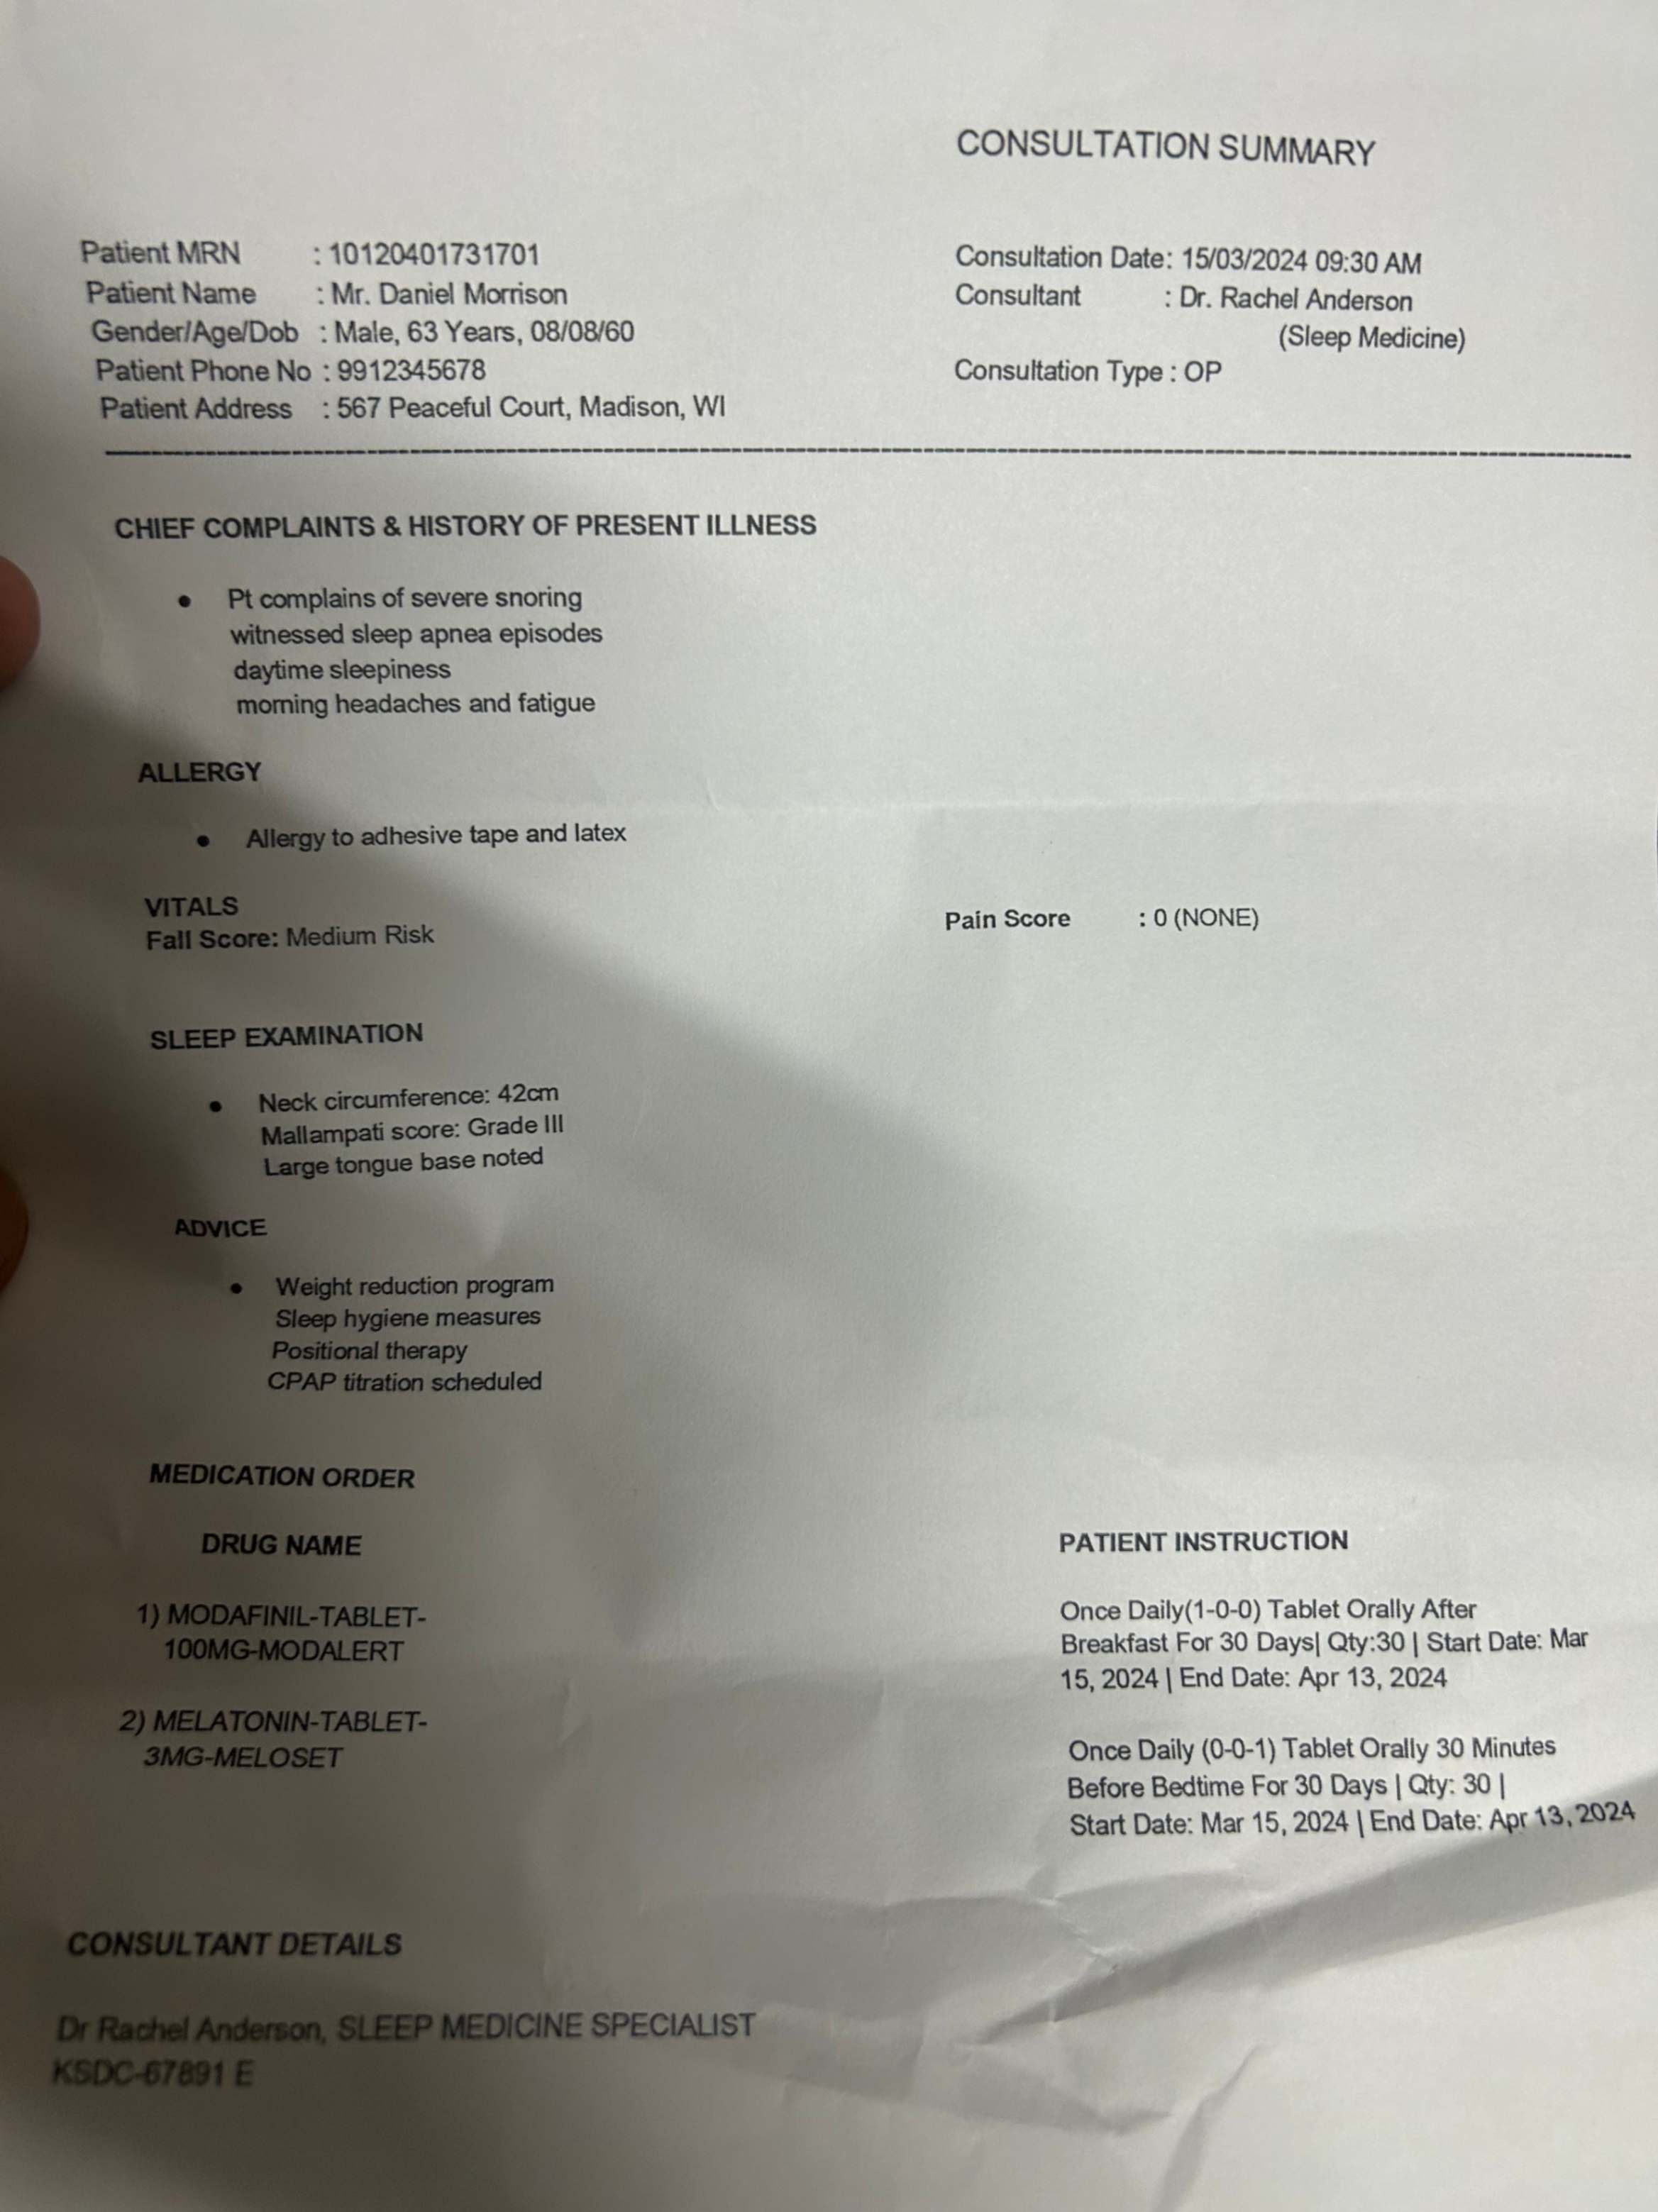 CONSULTATION SUMMARY
Patient MRN : 10120401731701
Patient Name : Mr. Daniel Morrison
Gender/Age/Dob : Male, 63 Years, 08/08/60
Patient Phone No : 9912345678
Patient Address : 567 Peaceful Court, Madison, WI
Consultation Date: 15/03/2024 09:30 AM
Consultant : Dr. Rachel Anderson
(Sleep Medicine)
Consultation Type : OP
CHIEF COMPLAINTS & HISTORY OF PRESENT ILLNESS
• Pt complains of severe snoring
witnessed sleep apnea episodes
daytime sleepiness
morning headaches and fatigue
ALLERGY
• Allergy to adhesive tape and latex
VITALS
Fall Score: Medium Risk
Pain Score : 0 (NONE)
SLEEP EXAMINATION
• Neck circumference: 42cm
Mallampati score: Grade III
Large tongue base noted
ADVICE
• Weight reduction program
Sleep hygiene measures
Positional therapy
CPAP titration scheduled
MEDICATION ORDER
DRUG NAME
PATIENT INSTRUCTION
1) MODAFINIL-TABLET-
100MG-MODALERT
Once Daily(1-0-0) Tablet Orally After
Breakfast For 30 Days| Qty:30 | Start Date: Mar
15, 2024 | End Date: Apr 13, 2024
2) MELATONIN-TABLET-
3MG-MELOSET
Once Daily (0-0-1) Tablet Orally 30 Minutes
Before Bedtime For 30 Days | Qty: 30 |
Start Date: Mar 15, 2024 | End Date: Apr 13, 2024
CONSULTANT DETAILS
Dr Rachel Anderson, SLEEP MEDICINE SPECIALIST
KSDC-67891 E